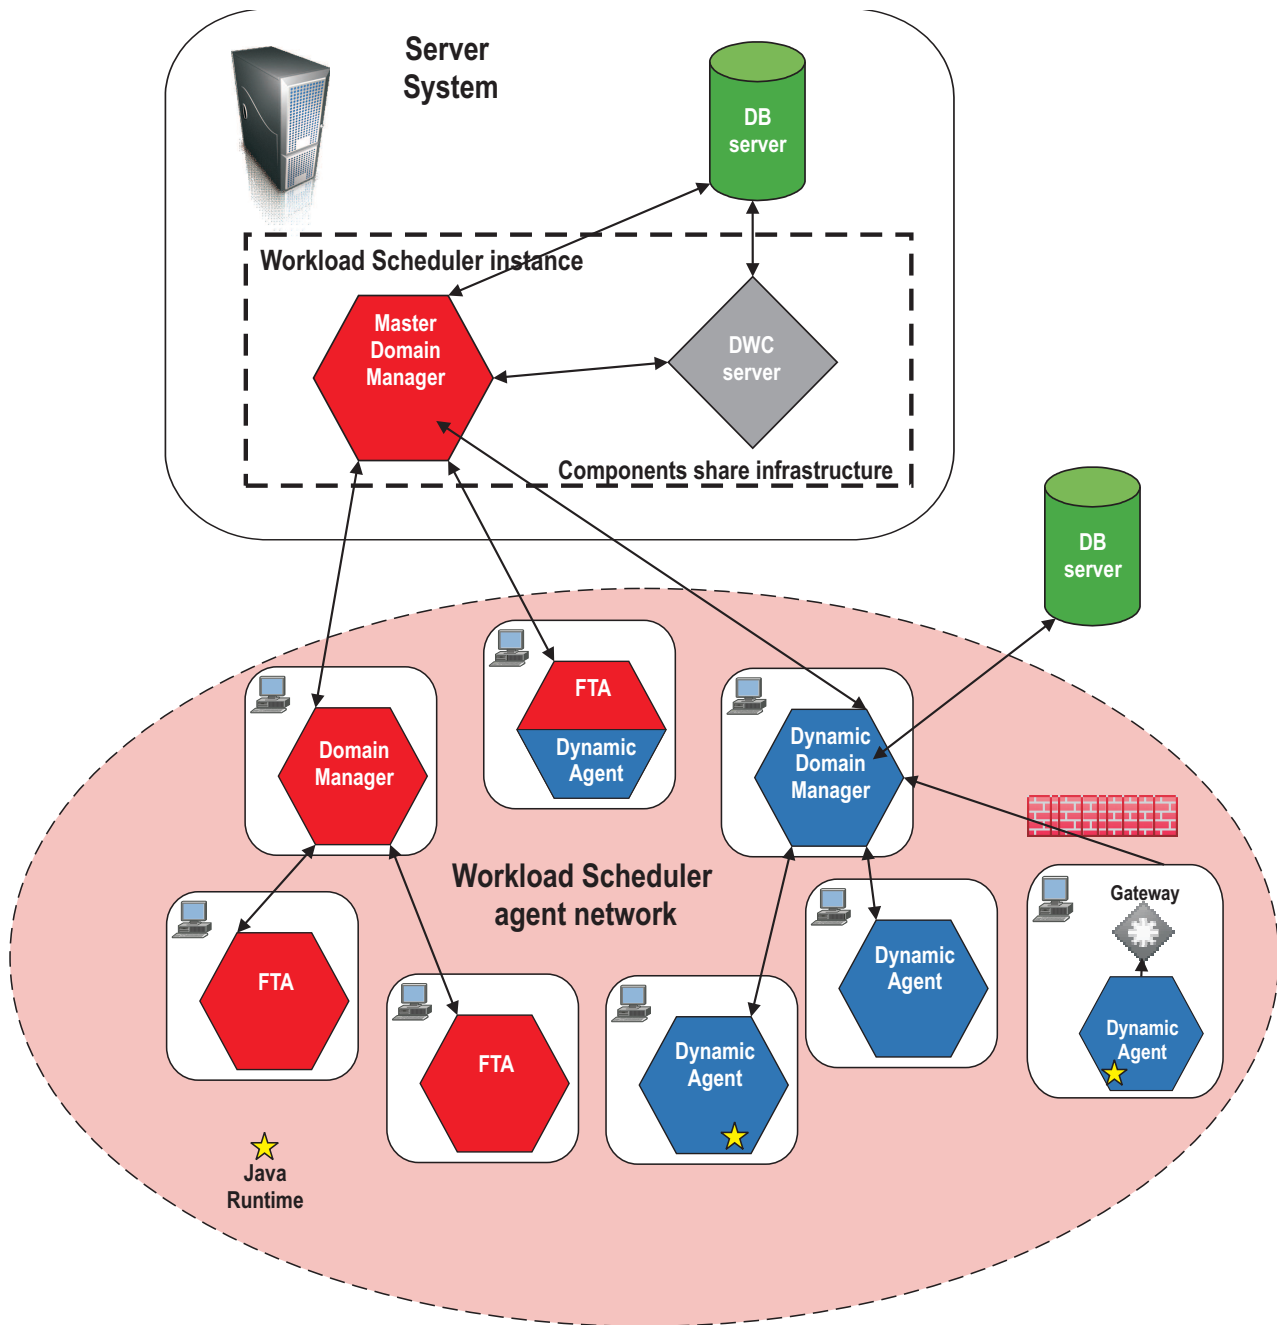 Server
System
DB
server
Workload Scheduler instance
Master
Domain
Manager
DWC
server
Components share infrastructure
DB
server
FTA
Dynamic
Agent
Domain
Manager
Dynamic
Domain
Manager
Workload Scheduler
agent network
Gateway
FTA
FTA
Dynamic
Agent
Dynamic
Agent
Dynamic
Agent
Java
Runtime